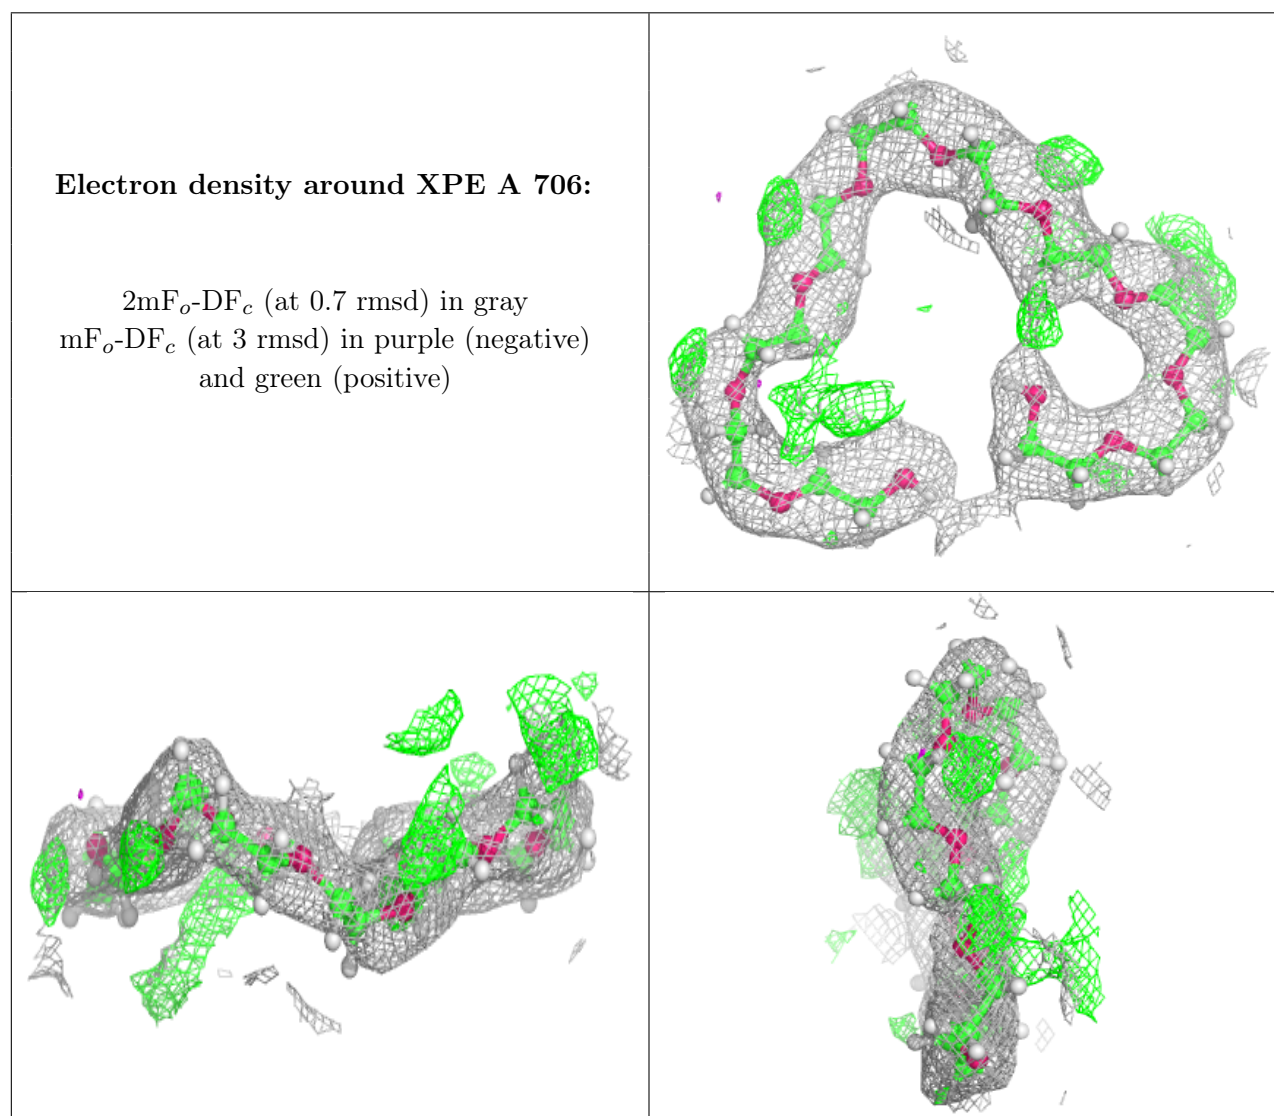 Electron density around XPE A 706:
2mFo-DFc (at 0.7 rmsd) in gray
mFo-DFc (at 3 rmsd) in purple (negative)
and green (positive)